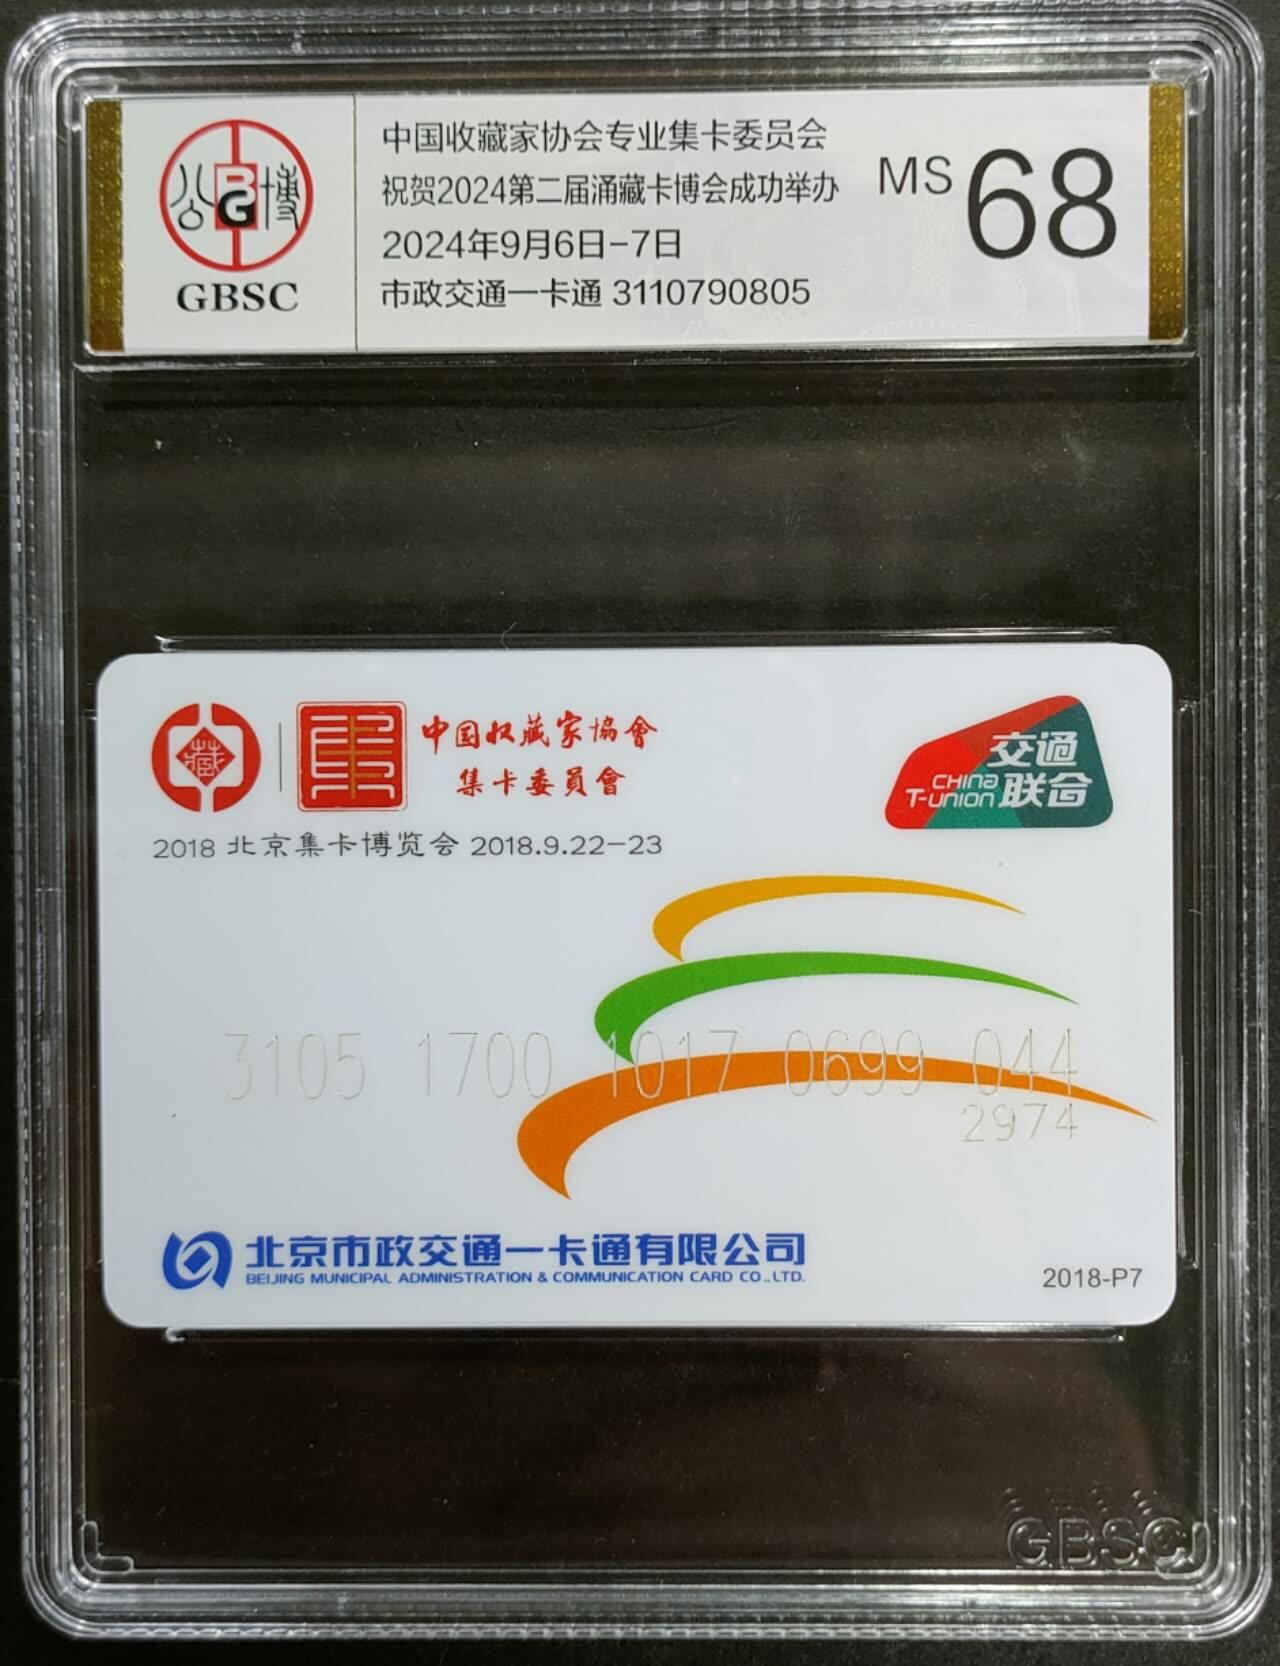 中国收藏家协会专业集卡委员会
祝贺2024第二届涌藏卡博会成功举办
2024年9月6日-7日
市政交通一卡通 3110790805
MS 68
公博
BG
GBSC
藏
中国收藏家協會
集卡委員會
2018 北京集卡博览会 2018.9.22-23
交通
联合
CHINA
T-UNION
3105 1700 1017 0699 044
2974
北京市政交通一卡通有限公司
BEIJING MUNICIPAL ADMINISTRATION & COMMUNICATION CARD CO.,LTD.
2018-P7
GBSC